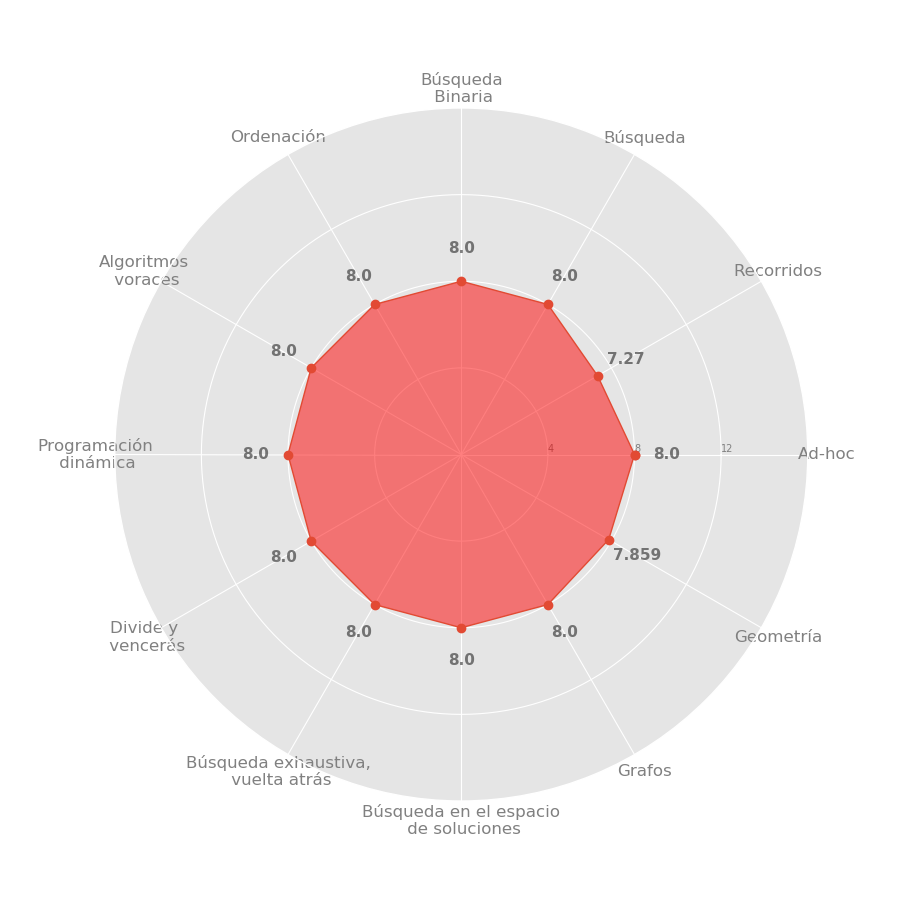 Búsqueda
Binaria
Ordenación
Búsqueda
8.0
Algoritmos
voraces
8.0
8.0
Recorridos
8.0
7.27
Programación
dinámica
8.0
4
8
12
8.0
Ad-hoc
8.0
7.859
Divide y
vencerás
8.0
8.0
Geometría
8.0
Búsqueda exhaustiva,
vuelta atrás
Grafos
Búsqueda en el espacio
de soluciones